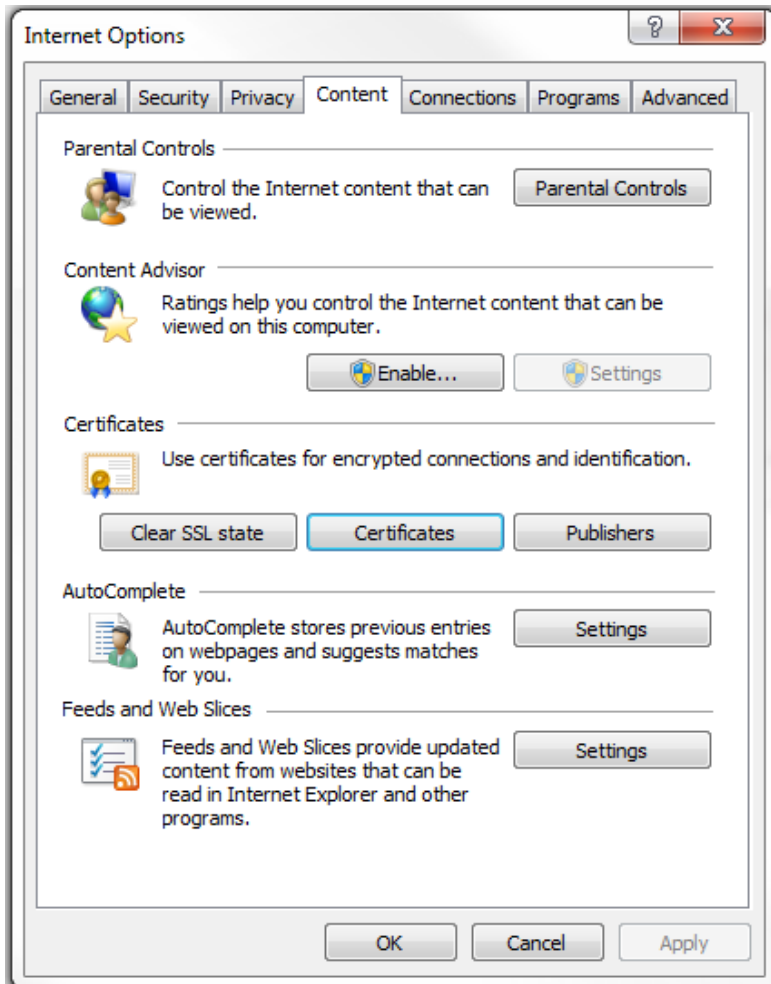 Internet Options
General Security Privacy Content Connections Programs Advanced
Parental Controls
Control the Internet content that can
be viewed.
Parental Controls
Content Advisor
Ratings help you control the Internet content that can be
viewed on this computer.
Enable... Settings
Certificates
Use certificates for encrypted connections and identification.
Clear SSL state Certificates Publishers
AutoComplete
AutoComplete stores previous entries
on webpages and suggests matches
for you.
Settings
Feeds and Web Slices
Feeds and Web Slices provide updated
content from websites that can be
read in Internet Explorer and other
programs.
Settings
OK Cancel Apply